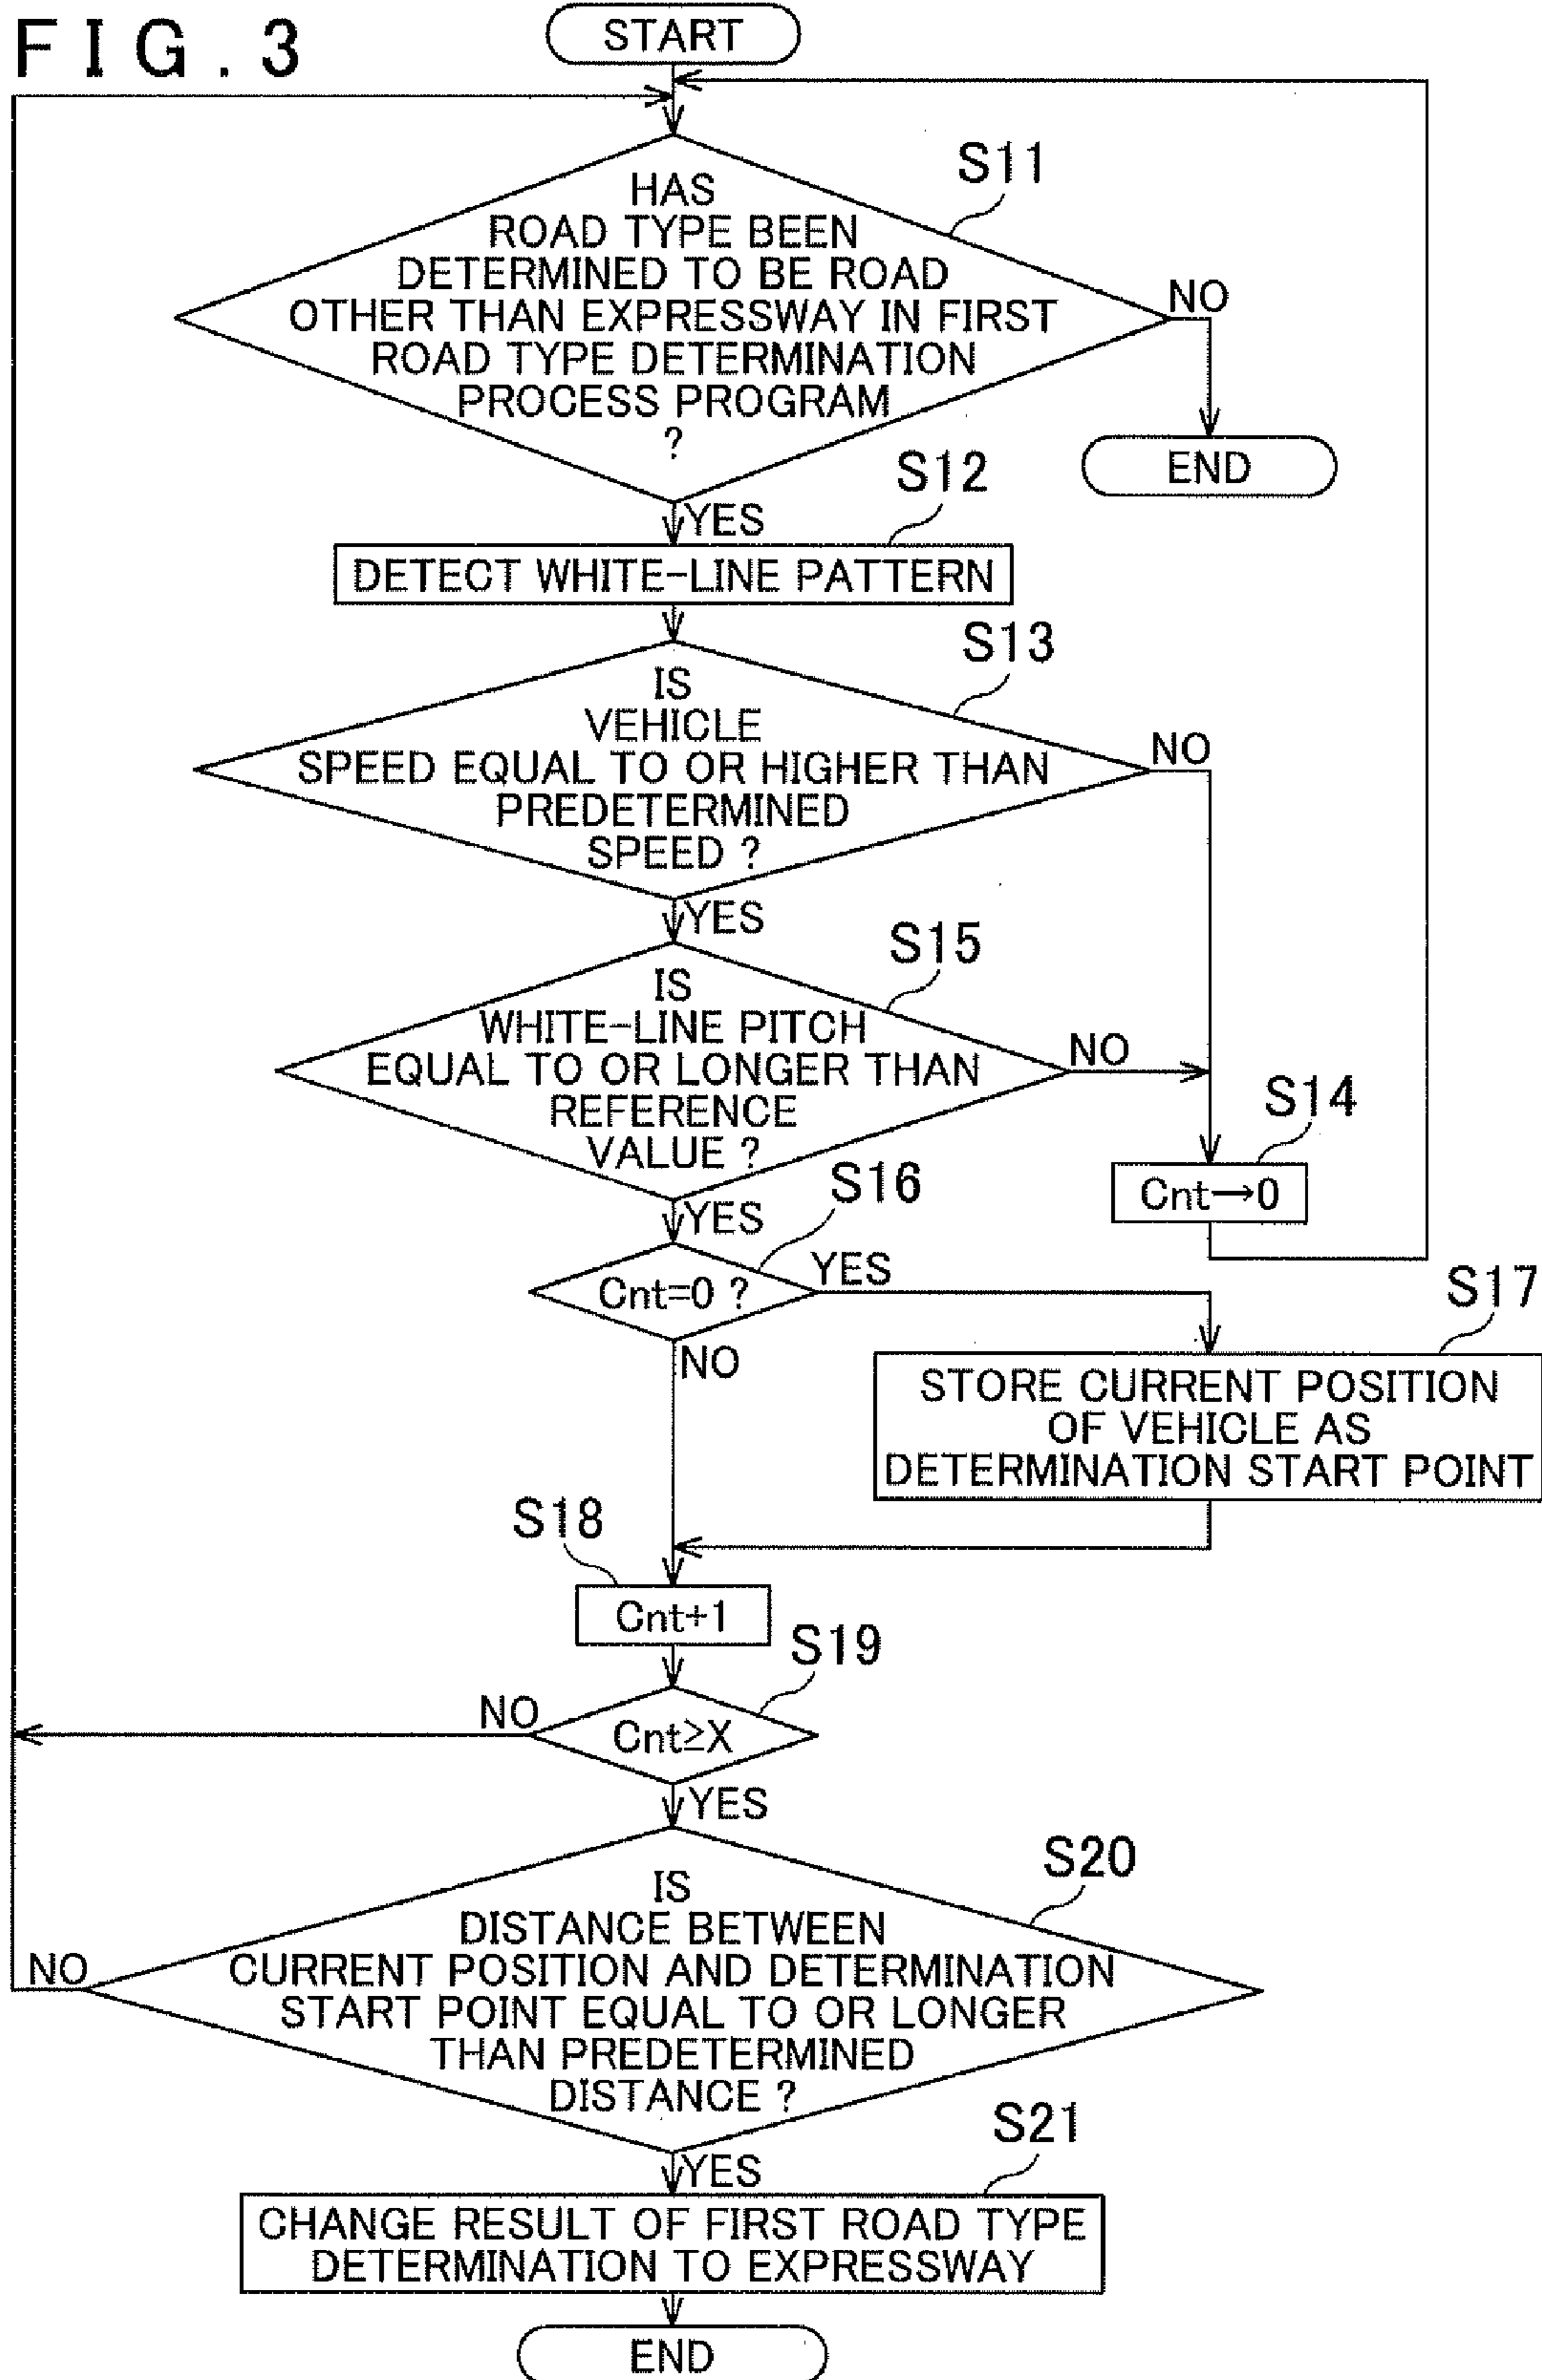 FIG.3
START
S11
HAS
ROAD TYPE BEEN
DETERMINED TO BE ROAD
OTHER THAN EXPRESSWAY IN FIRST
ROAD TYPE DETERMINATION
PROCESS PROGRAM
?
NO
END
YES
S12
DETECT WHITE-LINE PATTERN
S13
IS
VEHICLE
SPEED EQUAL TO OR HIGHER THAN
PREDETERMINED
SPEED ?
NO
YES
S15
IS
WHITE-LINE PITCH
EQUAL TO OR LONGER THAN
REFERENCE
VALUE ?
NO
S14
Cnt→0
YES
S16
Cnt=0 ?
YES
NO
S17
STORE CURRENT POSITION
OF VEHICLE AS
DETERMINATION START POINT
S18
Cnt+1
S19
Cnt≥X
NO
YES
S20
IS
DISTANCE BETWEEN
CURRENT POSITION AND DETERMINATION
START POINT EQUAL TO OR LONGER
THAN PREDETERMINED
DISTANCE ?
NO
YES
S21
CHANGE RESULT OF FIRST ROAD TYPE
DETERMINATION TO EXPRESSWAY
END